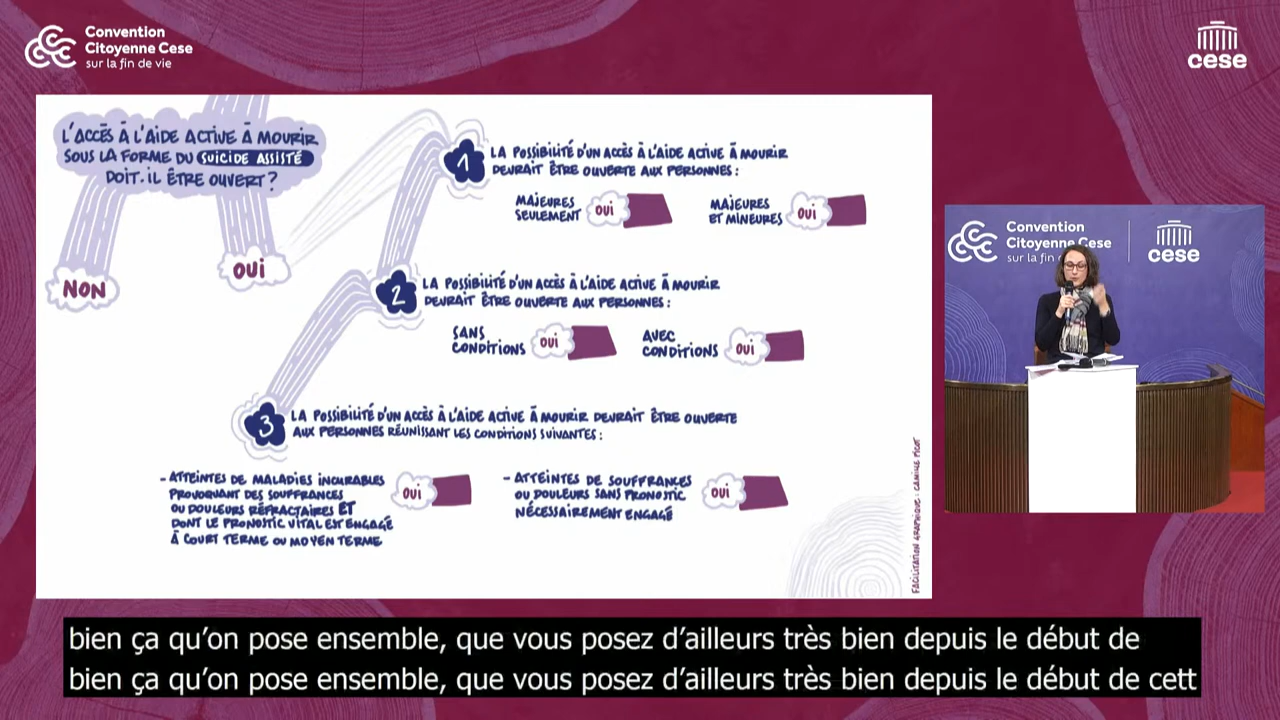 Convention
Citoyenne Cese
sur la fin de vie
cese
L'ACCÈS À L'AIDE ACTIVE À MOURIR
SOUS LA FORME DU SUICIDE ASSISTÉ
DOIT-IL ÊTRE OUVERT?
NON
OUI
1
LA POSSIBILITÉ D'UN ACCÈS À L'AIDE ACTIVE À MOURIR
DEVRAIT ÊTRE OUVERTE AUX PERSONNES :
MAJEURES
SEULEMENT
OUI
MAJEURES
ET MINEURES
OUI
2
LA POSSIBILITÉ D'UN ACCÈS À L'AIDE ACTIVE À MOURIR
DEVRAIT ÊTRE OUVERTE AUX PERSONNES :
SANS
CONDITIONS
OUI
AVEC
CONDITIONS
OUI
3
LA POSSIBILITÉ D'UN ACCÈS À L'AIDE ACTIVE À MOURIR DEVRAIT ÊTRE OUVERTE
AUX PERSONNES RÉUNISSANT LES CONDITIONS SUIVANTES :
- ATTEINTES DE MALADIES INCURABLES
PROVOQUANT DES SOUFFRANCES
OU DOULEURS RÉFRACTAIRES ET
DONT LE PRONOSTIC VITAL EST ENGAGÉ
À COURT TERME OU MOYEN TERME
OUI
- ATTEINTES DE SOUFFRANCES
OU DOULEURS SANS PRONOSTIC
NÉCESSAIREMENT ENGAGÉ
OUI
FACILITATION GRAPHIQUE : CAMILLE PICOT
Convention
Citoyenne Cese
sur la fin
cese
bien ça qu'on pose ensemble, que vous posez d'ailleurs très bien depuis le début de
bien ça qu'on pose ensemble, que vous posez d'ailleurs très bien depuis le début de cett